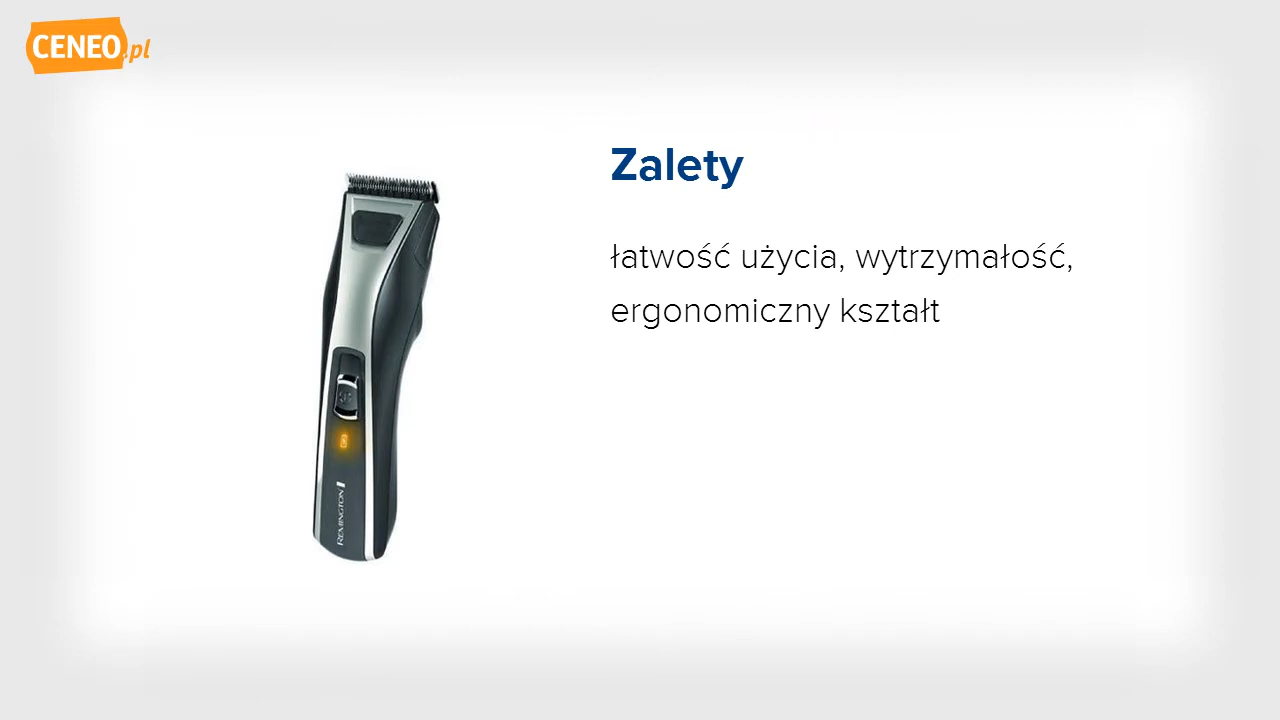 CENEO.pl
Zalety
łatwość użycia, wytrzymałość,
ergonomiczny kształt
REMINGTON